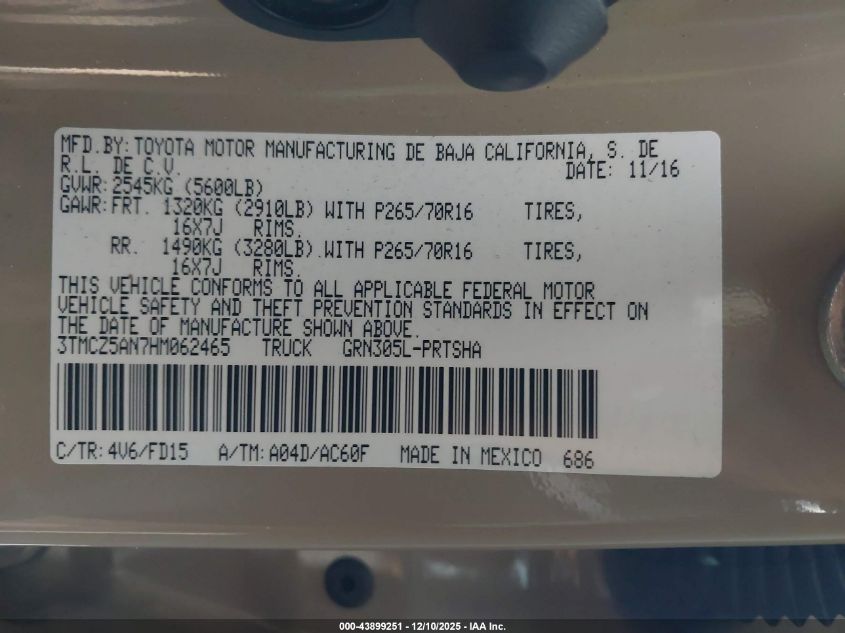 MFD.BY: TOYOTA MOTOR MANUFACTURING DE BAJA CALIFORNIA, S. DE
R.L. DE C.V. DATE: 11/16
GVWR: 2545KG (5600LB)
GAWR: FRT. 1320KG (2910LB) WITH P265/70R16 TIRES,
16X7J RIMS.
RR. 1490KG (3280LB) WITH P265/70R16 TIRES,
16X7J RIMS.
THIS VEHICLE CONFORMS TO ALL APPLICABLE FEDERAL MOTOR
VEHICLE SAFETY AND THEFT PREVENTION STANDARDS IN EFFECT ON
THE DATE OF MANUFACTURE SHOWN ABOVE.
3TMCZ5AN7HM062465 TRUCK GRN305L-PRTSHA
C/TR: 4V6/FD15 A/TM: A04D/AC60F MADE IN MEXICO 686
000-43899251 - 12/10/2025 - IAA Inc.